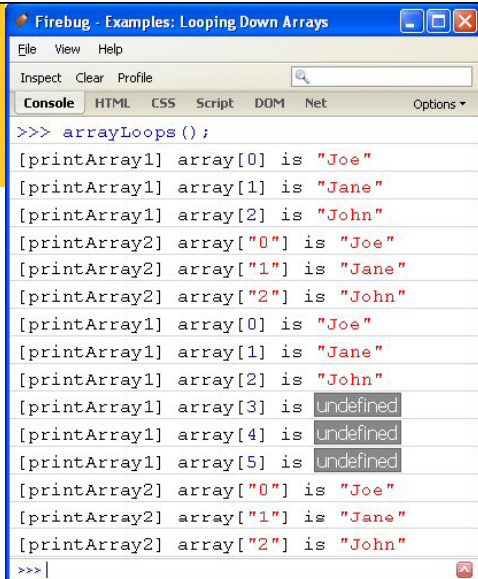 Firebug - Examples: Looping Down Arrays
File View Help
Inspect Clear Profile
Console HTML CSS Script DOM Net Options
>>> arrayLoops();
[printArray1] array[0] is "Joe"
[printArray1] array[1] is "Jane"
[printArray1] array[2] is "John"
[printArray2] array["0"] is "Joe"
[printArray2] array["1"] is "Jane"
[printArray2] array["2"] is "John"
[printArray1] array[0] is "Joe"
[printArray1] array[1] is "Jane"
[printArray1] array[2] is "John"
[printArray1] array[3] is undefined
[printArray1] array[4] is undefined
[printArray1] array[5] is undefined
[printArray2] array["0"] is "Joe"
[printArray2] array["1"] is "Jane"
[printArray2] array["2"] is "John"
>>>